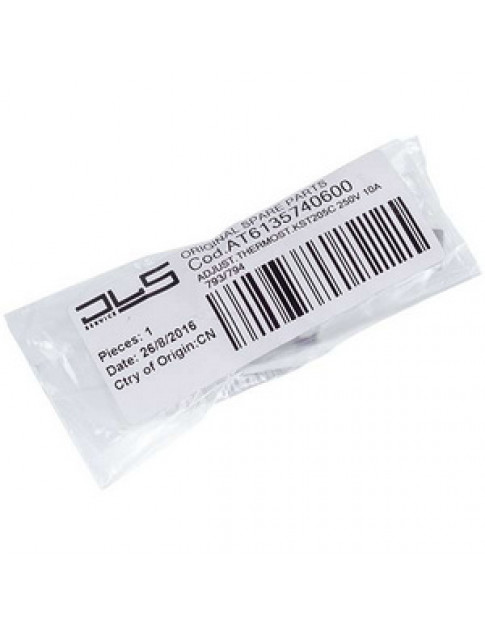 ORIGINAL SPARE PARTS
Cod.AT6135740600
ADJUST.THERMOST.KST205C 250V 10A
793/794
DLS
SERVICE
Pieces: 1
Date: 26/8/2016
Ctry of Origin:CN